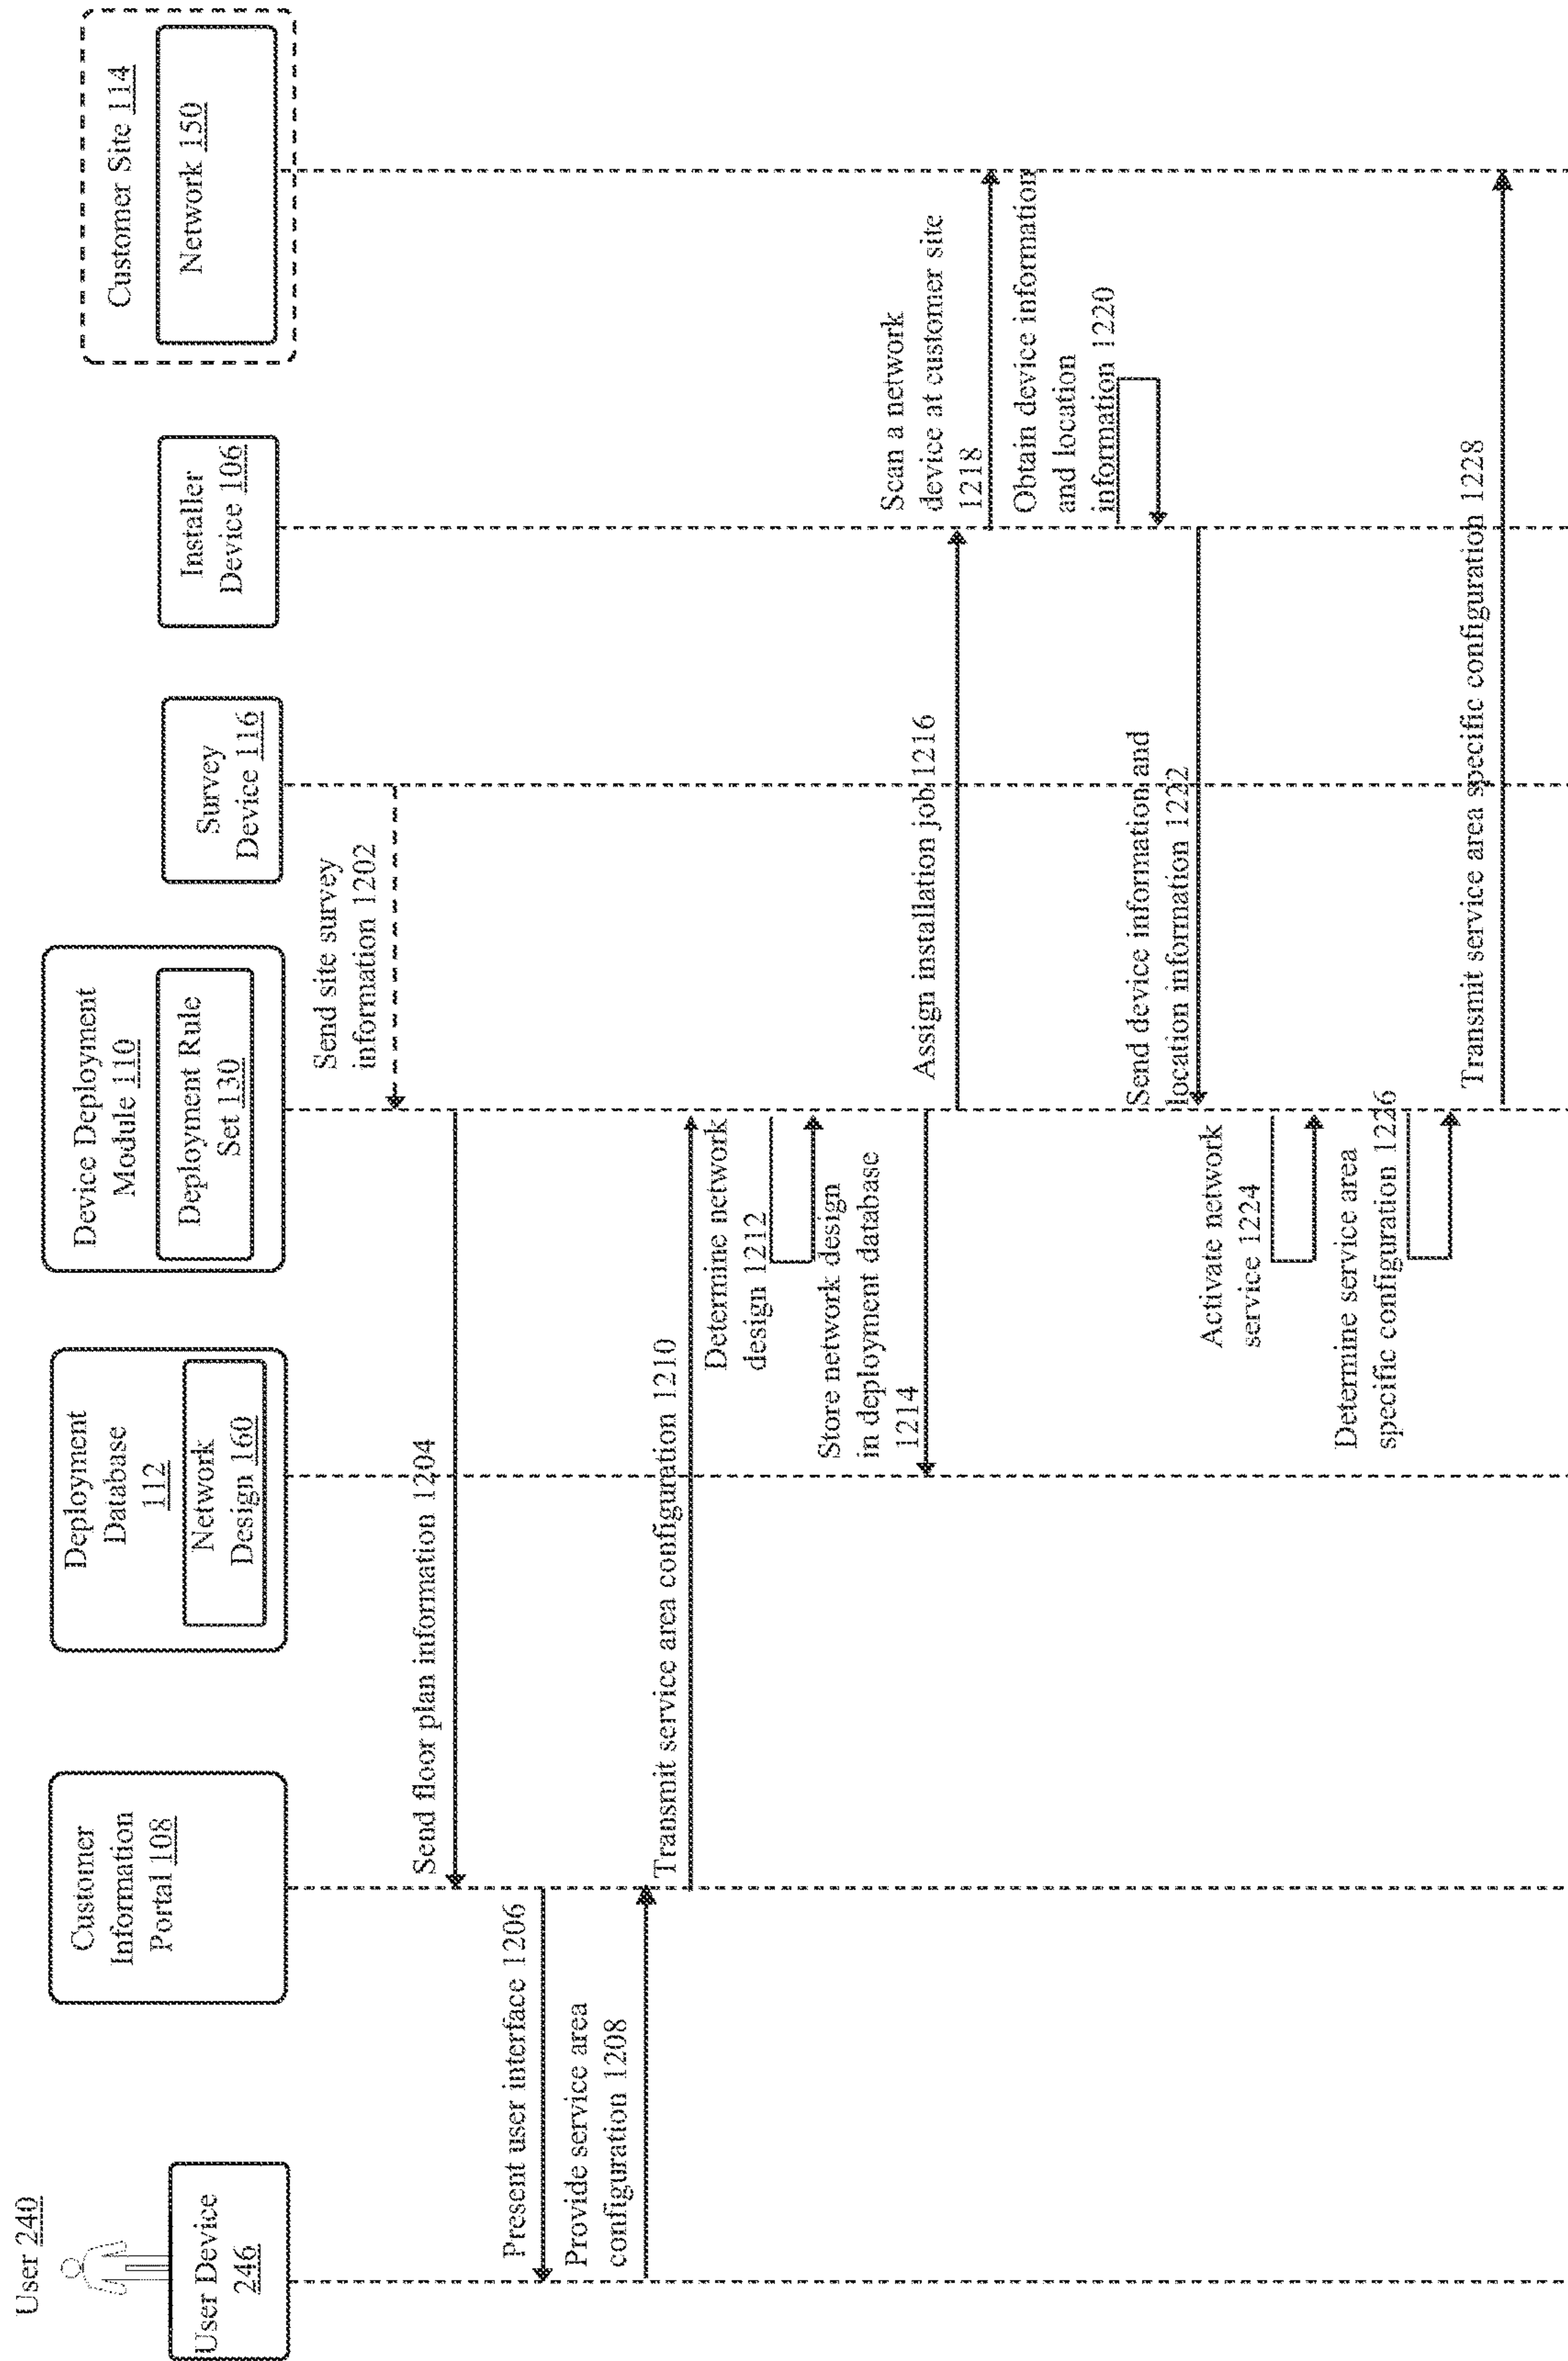 User 240
User Device
246
Customer
Information
Portal 108
Deployment
Database
112
Network
Design 160
Device Deployment
Module 110
Deployment Rule
Set 130
Survey
Device 116
Installer
Device 106
Customer Site 114
Network 150
Send site survey
information 1202
Send floor plan information 1204
Present user interface 1206
Provide service area
configuration 1208
Transmit service area configuration 1210
Determine network
design 1212
Store network design
in deployment database
1214
Assign installation job 1216
Scan a network
device at customer site
1218
Obtain device information
and location
information 1220
Send device information and
location information 1222
Activate network
service 1224
Determine service area
specific configuration 1226
Transmit service area specific configuration 1228